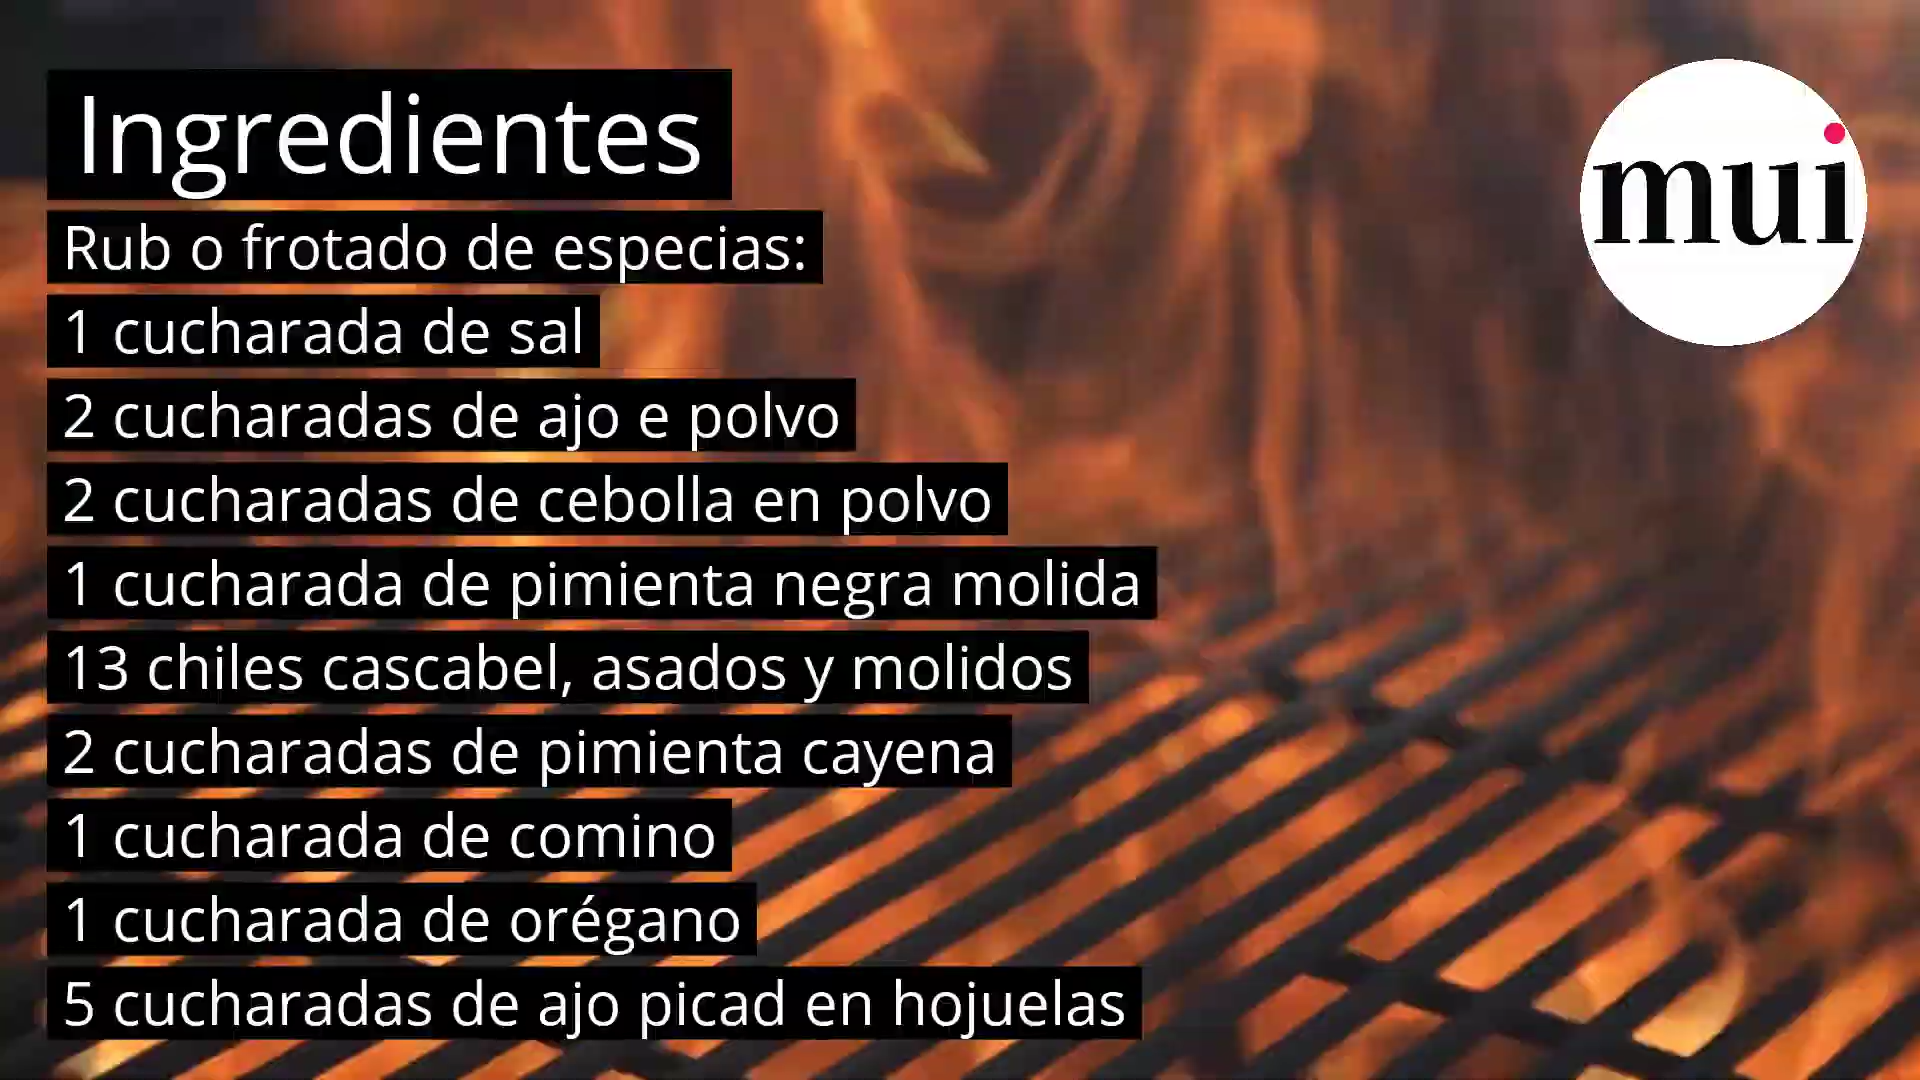 Ingredientes
mui
Rub o frotado de especias:
1 cucharada de sal
2 cucharadas de ajo e polvo
2 cucharadas de cebolla en polvo
1 cucharada de pimienta negra molida
13 chiles cascabel, asados y molidos
2 cucharadas de pimienta cayena
1 cucharada de comino
1 cucharada de orégano
5 cucharadas de ajo picad en hojuelas